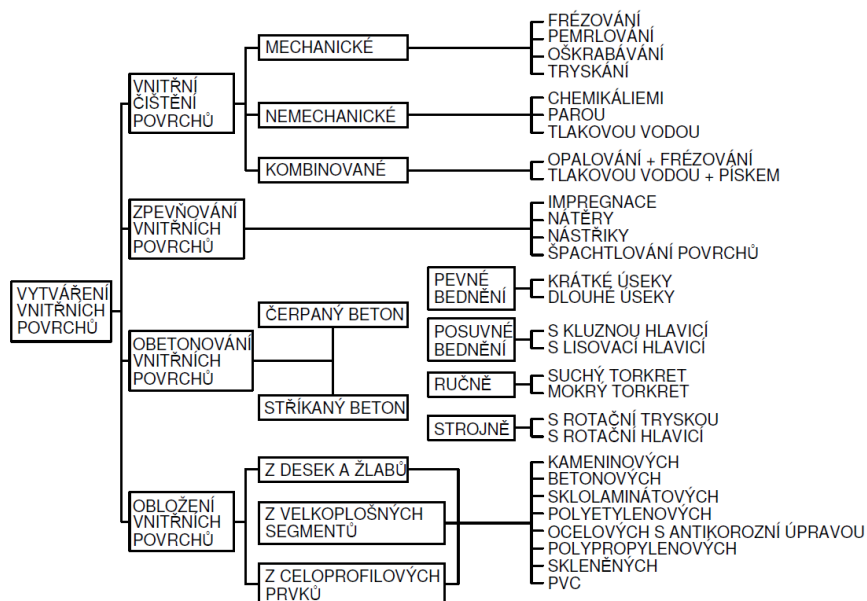 VYTVÁŘENÍ
VNITŘNÍCH
POVRCHŮ
VNITŘNÍ
ČIŠTĚNÍ
POVRCHŮ
MECHANICKÉ
FRÉZOVÁNÍ
PEMRLOVÁNÍ
OŠKRABÁVÁNÍ
TRYSKÁNÍ
NEMECHANICKÉ
CHEMIKÁLIEMI
PAROU
TLAKOVOU VODOU
KOMBINOVANÉ
OPALOVÁNÍ + FRÉZOVÁNÍ
TLAKOVOU VODOU + PÍSKEM
ZPEVŇOVÁNÍ
VNITŘNÍCH
POVRCHŮ
IMPREGNACE
NÁTĚRY
NÁSTŘIKY
ŠPACHTLOVÁNÍ POVRCHŮ
OBETONOVÁNÍ
VNITŘNÍCH
POVRCHŮ
ČERPANÝ BETON
PEVNÉ
BEDNĚNÍ
KRÁTKÉ ÚSEKY
DLOUHÉ ÚSEKY
POSUVNÉ
BEDNĚNÍ
S KLUZNOU HLAVICÍ
S LISOVACÍ HLAVICÍ
STŘÍKANÝ BETON
RUČNĚ
SUCHÝ TORKRET
MOKRÝ TORKRET
STROJNĚ
S ROTAČNÍ TRYSKOU
S ROTAČNÍ HLAVICÍ
OBLOŽENÍ
VNITŘNÍCH
POVRCHŮ
Z DESEK A ŽLABŮ
Z VELKOPLOŠNÝCH
SEGMENTŮ
Z CELOPROFILOVÝCH
PRVKŮ
KAMENINOVÝCH
BETONOVÝCH
SKLOLAMINÁTOVÝCH
POLYETYLENOVÝCH
OCELOVÝCH S ANTIKOROZNÍ ÚPRAVOU
POLYPROPYLENOVÝCH
SKLENĚNÝCH
PVC